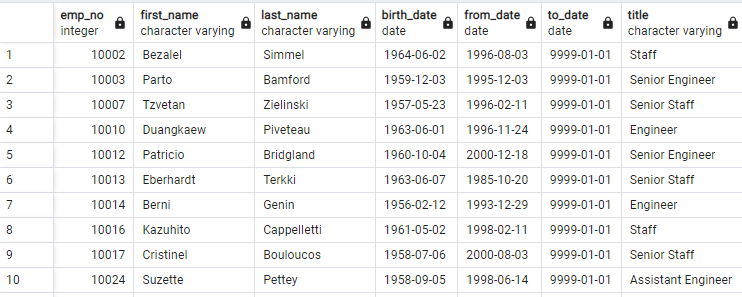 emp_no first_name last_name birth_date from_date to_date title
integer character varying character varying date date date character varying
1 10002 Bezalel Simmel 1964-06-02 1996-08-03 9999-01-01 Staff
2 10003 Parto Bamford 1959-12-03 1995-12-03 9999-01-01 Senior Engineer
3 10007 Tzvetan Zielinski 1957-05-23 1996-02-11 9999-01-01 Senior Staff
4 10010 Duangkaew Piveteau 1963-06-01 1996-11-24 9999-01-01 Engineer
5 10012 Patricio Bridgland 1960-10-04 2000-12-18 9999-01-01 Senior Engineer
6 10013 Eberhardt Terkki 1963-06-07 1985-10-20 9999-01-01 Senior Staff
7 10014 Berni Genin 1956-02-12 1993-12-29 9999-01-01 Engineer
8 10016 Kazuhito Cappelletti 1961-05-02 1998-02-11 9999-01-01 Staff
9 10017 Cristinel Bouloucos 1958-07-06 2000-08-03 9999-01-01 Senior Staff
10 10024 Suzette Pettey 1958-09-05 1998-06-14 9999-01-01 Assistant Engineer